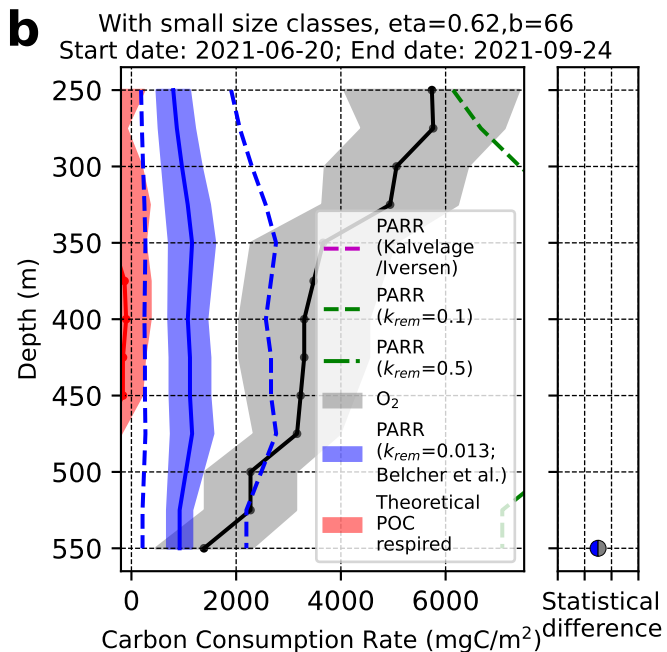 b
With small size classes, eta=0.62,b=66
Start date: 2021-06-20; End date: 2021-09-24
250
300
350
400
450
500
550
Depth (m)
PARR
(Kalvelage
/Iversen)
PARR
(k_rem=0.1)
PARR
(k_rem=0.5)
O₂
PARR
(k_rem=0.013;
Belcher et al.)
Theoretical
POC
respired
0 2000 4000 6000
Carbon Consumption Rate (mgC/m²)
Statistical
difference